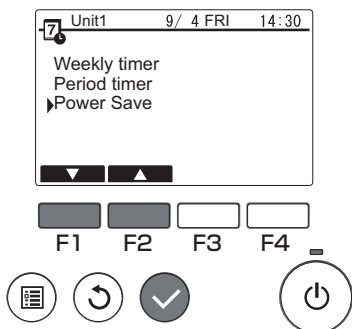 7 Unit1 9/ 4 FRI 14:30
Weekly timer
Period timer
Power Save
F1 F2 F3 F4